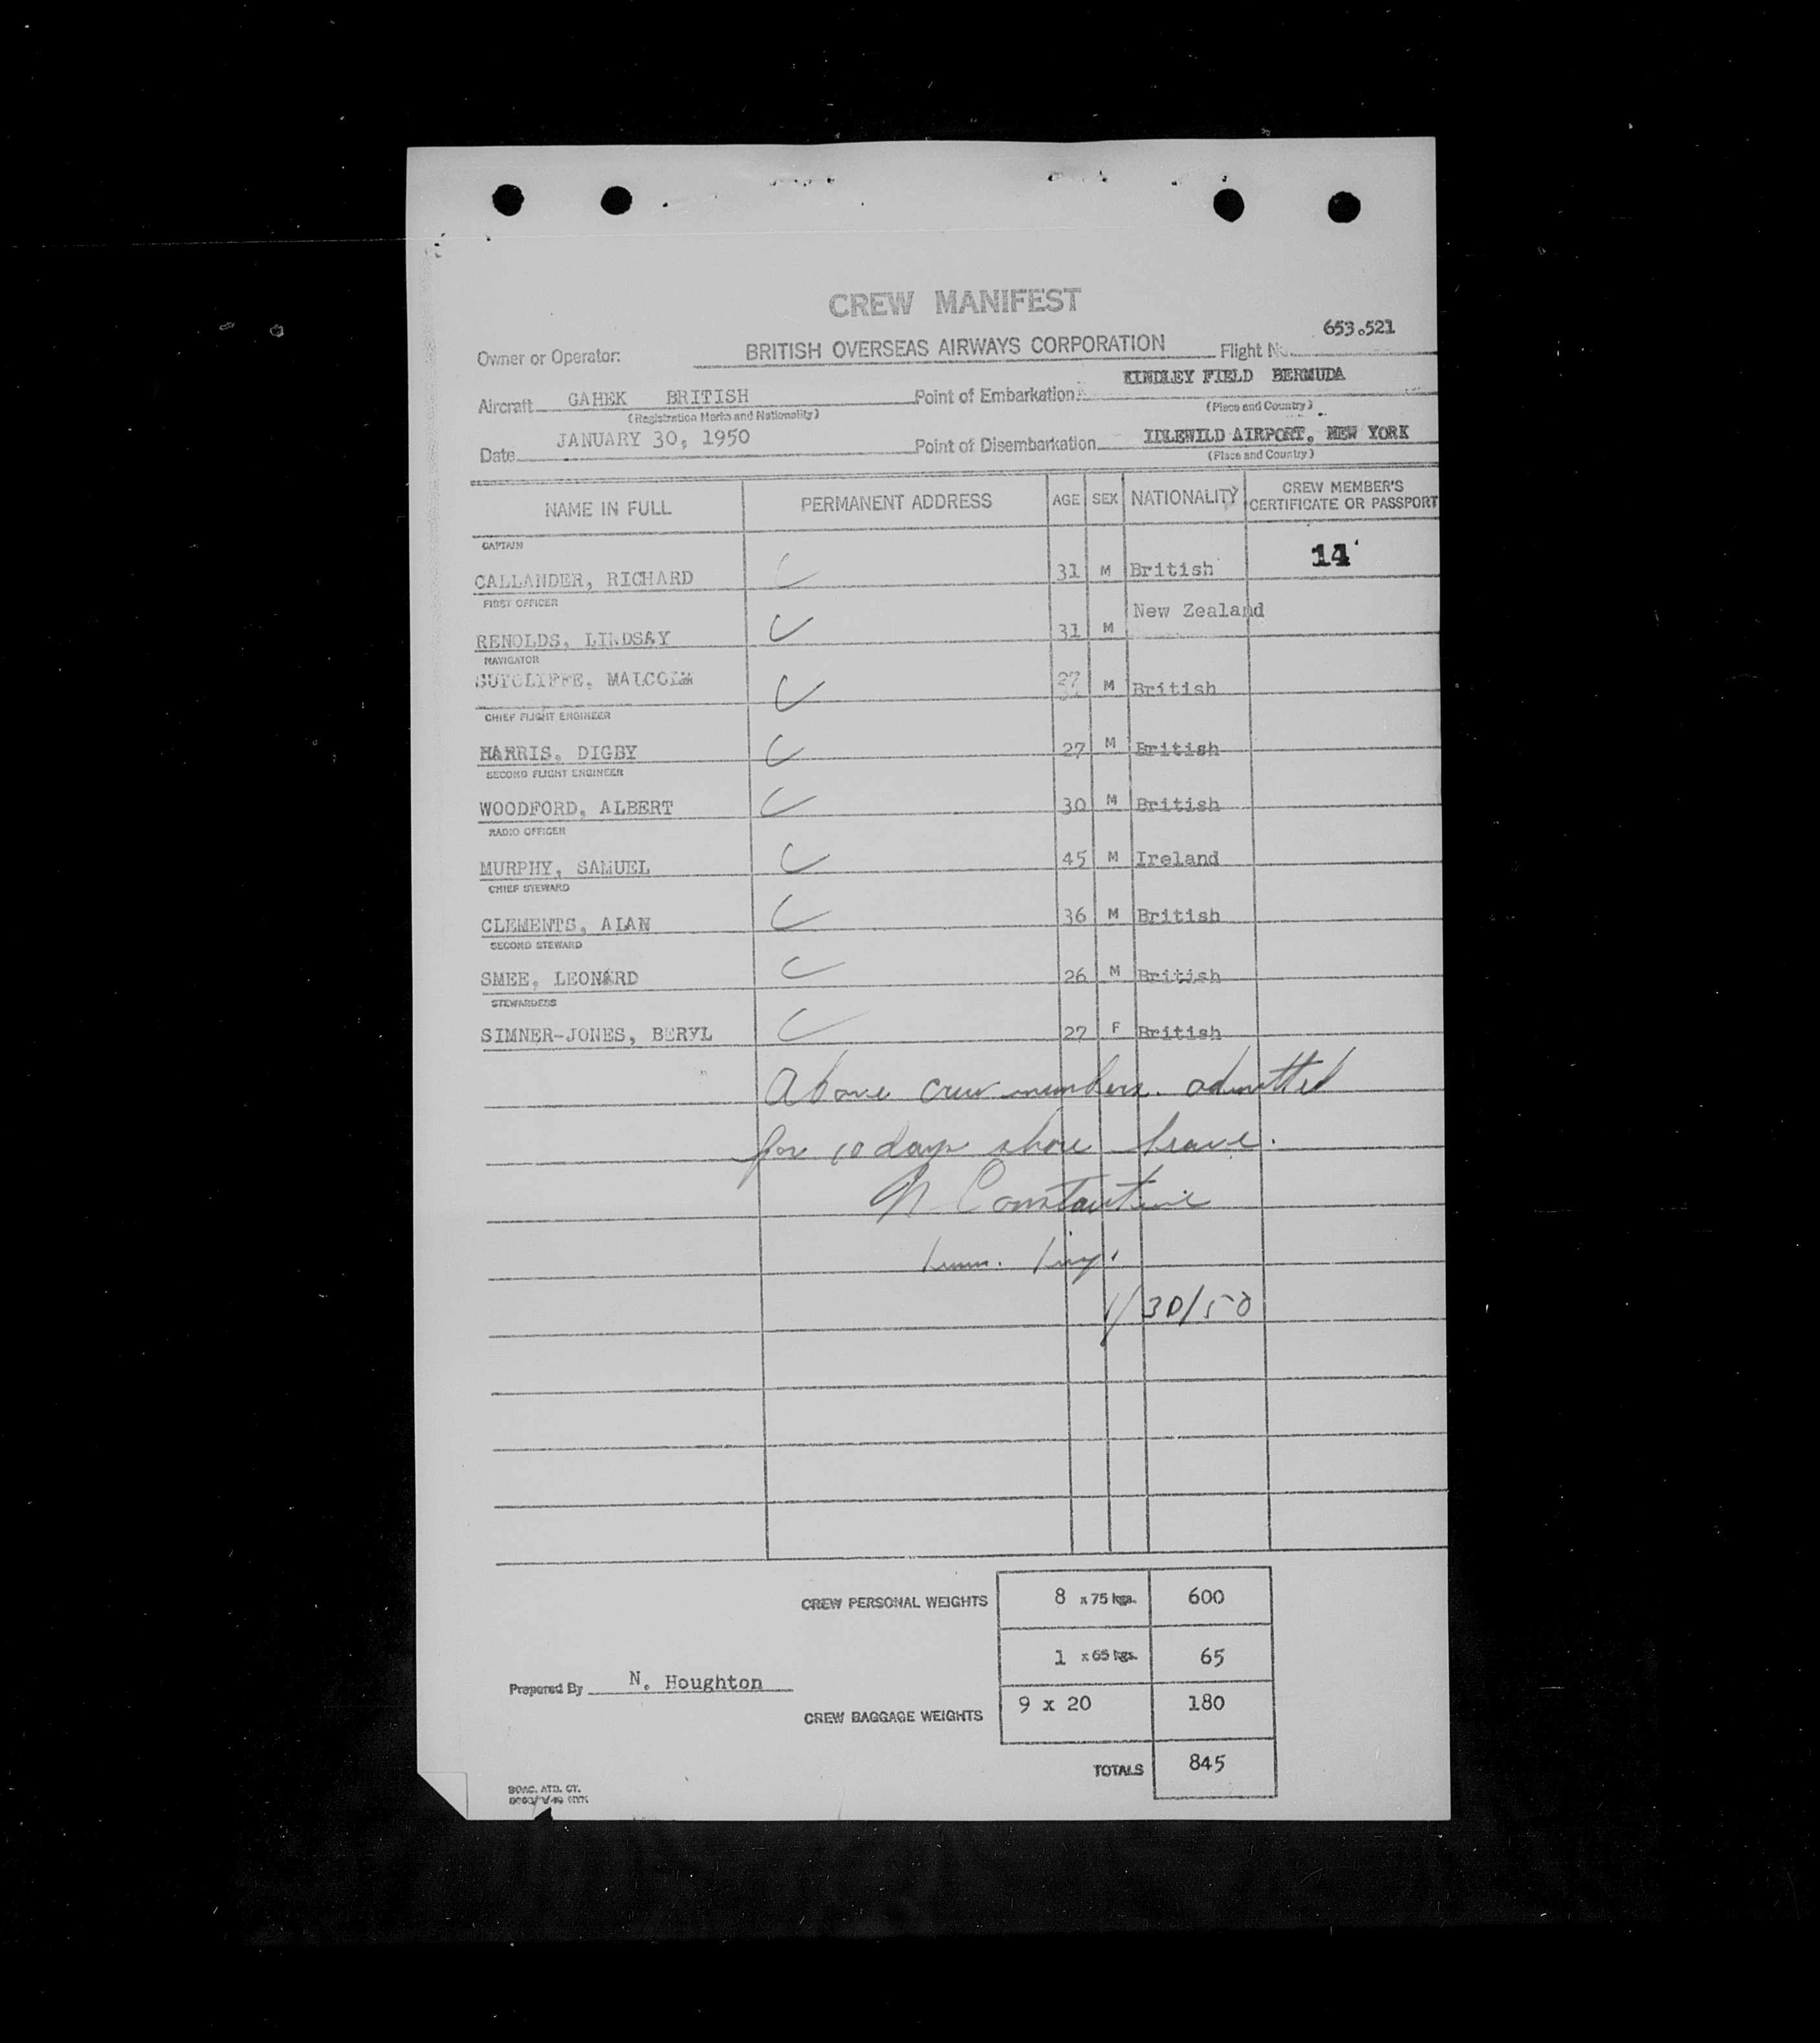 CREW MANIFEST
653.521
Owner or Operator: BRITISH OVERSEAS AIRWAYS CORPORATION Flight No.
KINDLEY FIELD BERMUDA
Aircraft GAHEK BRITISH Point of Embarkation:
(Registration Marks and Nationality) (Place and Country)
Date JANUARY 30, 1950 Point of Disembarkation IDLEWILD AIRPORT, NEW YORK
(Place and Country)
NAME IN FULL PERMANENT ADDRESS AGE SEX NATIONALITY CREW MEMBER'S CERTIFICATE OR PASSPORT
CAPTAIN
CALLANDER, RICHARD C 31 M British 14
FIRST OFFICER
RENOLDS, LINDSAY C 31 M New Zealand
NAVIGATOR
SUTCLIFFE, MALCOLM C 27 M British
CHIEF FLIGHT ENGINEER
HARRIS, DIGBY C 27 M British
SECOND FLIGHT ENGINEER
WOODFORD, ALBERT C 30 M British
RADIO OFFICER
MURPHY, SAMUEL C 45 M Ireland
CHIEF STEWARD
CLEMENTS, ALAN C 36 M British
SECOND STEWARD
SMEE, LEONARD C 26 M British
STEWARDESS
SIMNER-JONES, BERYL C 27 F British
Above crew members admitted
for 10 days shore leave.
N Constantine
Imm. Insp.
1/30/50
CREW PERSONAL WEIGHTS 8 x 75 kgs. 600
1 x 65 kgs. 65
Prepared By N. Houghton
CREW BAGGAGE WEIGHTS 9 x 20 180
TOTALS 845
BOAC. ATD. CT.